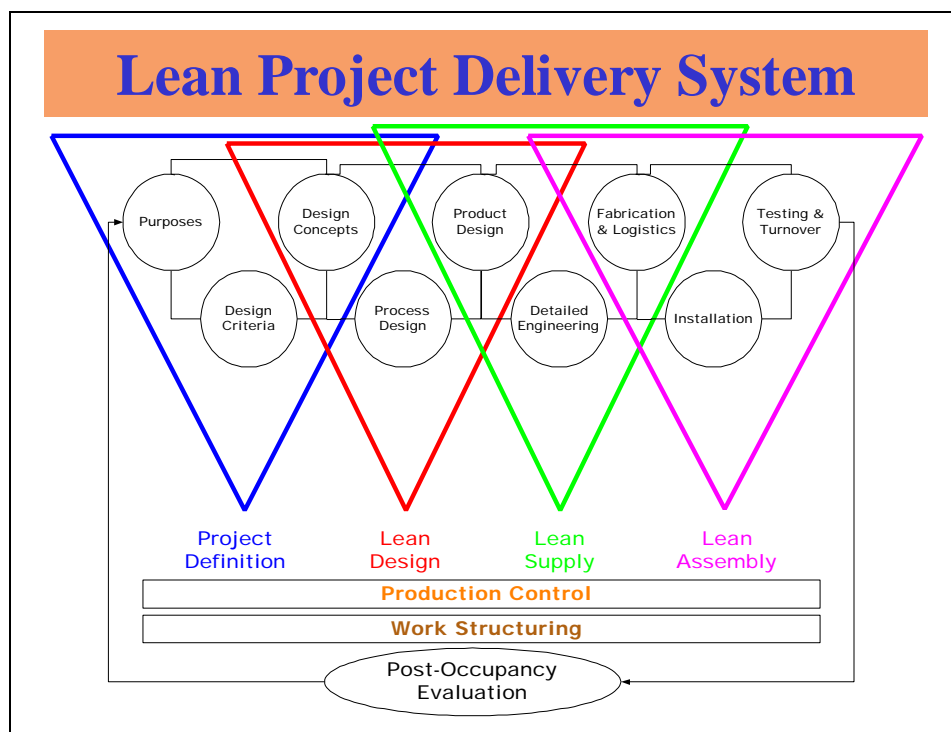 Lean Project Delivery System
Purposes
Design
Concepts
Product
Design
Fabrication
& Logistics
Testing &
Turnover
Design
Criteria
Process
Design
Detailed
Engineering
Installation
Project
Definition
Lean
Design
Lean
Supply
Lean
Assembly
Production Control
Work Structuring
Post-Occupancy
Evaluation